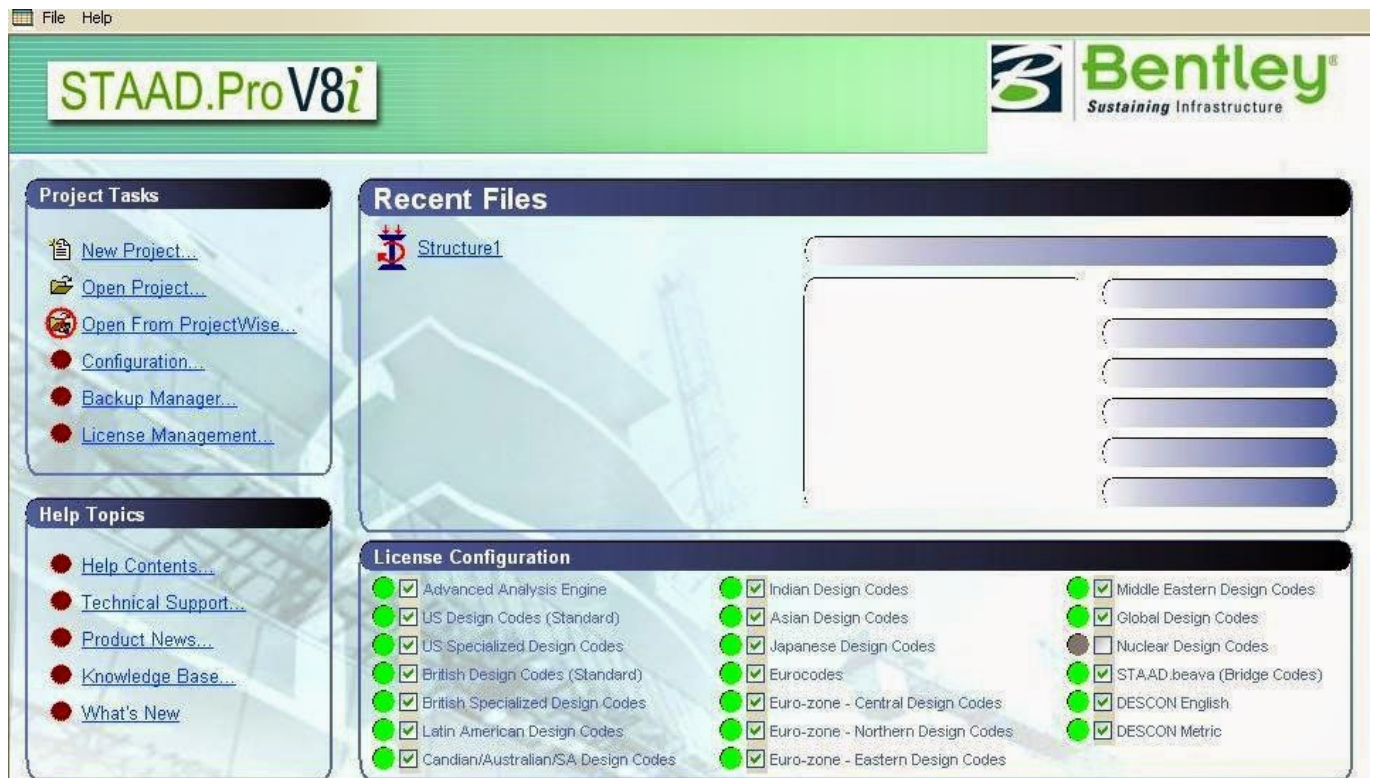 File Help
STAAD.Pro V8i
Bentley®
Sustaining Infrastructure
Project Tasks
New Project...
Open Project...
Open From ProjectWise...
Configuration...
Backup Manager...
License Management...
Help Topics
Help Contents...
Technical Support...
Product News...
Knowledge Base...
What's New
Recent Files
Structure1
License Configuration
Advanced Analysis Engine
US Design Codes (Standard)
US Specialized Design Codes
British Design Codes (Standard)
British Specialized Design Codes
Latin American Design Codes
Candian/Australian/SA Design Codes
Indian Design Codes
Asian Design Codes
Japanese Design Codes
Eurocodes
Euro-zone - Central Design Codes
Euro-zone - Northern Design Codes
Euro-zone - Eastern Design Codes
Middle Eastern Design Codes
Global Design Codes
Nuclear Design Codes
STAAD.beava (Bridge Codes)
DESCON English
DESCON Metric